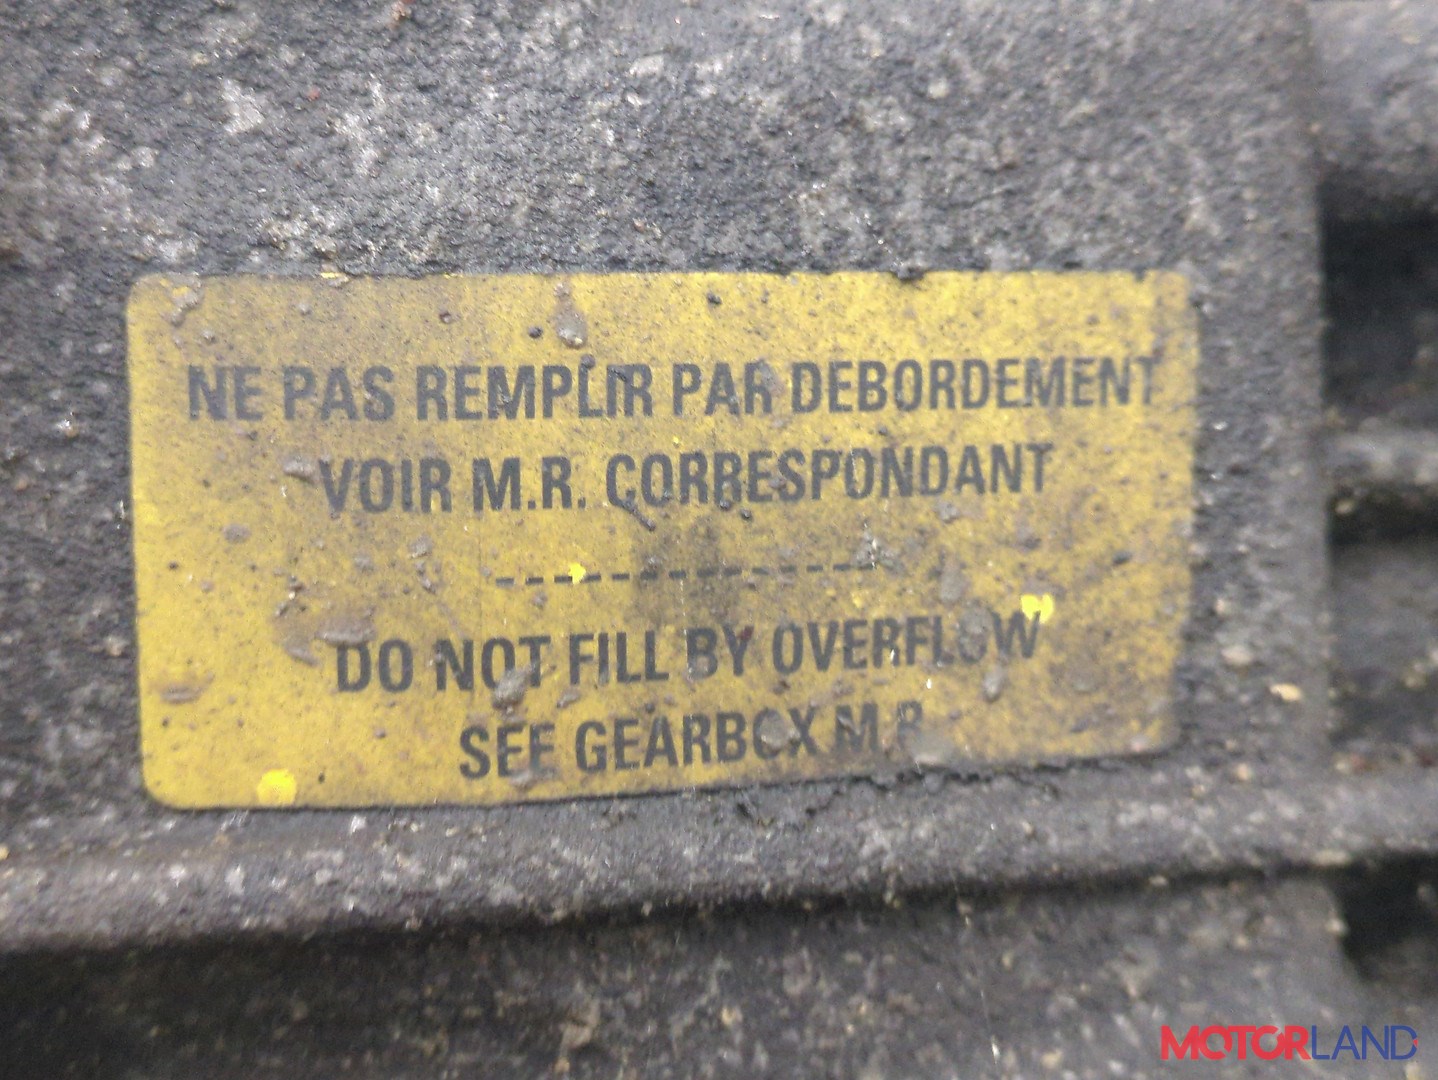 NE PAS REMPLIR PAR DEBORDEMENT
VOIR M.R. CORRESPONDANT
DO NOT FILL BY OVERFLOW
SEE GEARBOX M.R.
MOTORLAND